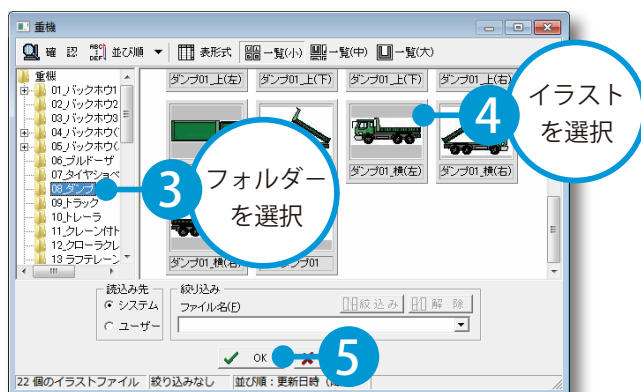 重機
確 認 並び順 ▼ 表形式 一覧(小) 一覧(中) 一覧(大)
重機
01_バックホウ1
02_バックホウ2
03_バックホウ3
04_バックホウ(
05_バックホウ(
06_ブルドーザ
07_タイヤショベ
08_ダンプ
09_トラック
10_トレーラ
11_クレーン付ト
12_クローラクレ
13 ラフテレーン
ダンプ01_上(左) ダンプ01_上(下) ダンプ01_上(下) ダンプ01_上(右)
ダンプ01_横(左) ダンプ01_横(右)
ダンプ01_横(右) ンプ01
3 フォルダー
を選択
4 イラスト
を選択
読込み先
システム
ユーザー
絞り込み
ファイル名(F)
絞込み 解 除
OK
5
22 個のイラストファイル 絞り込みなし 並び順：更新日時